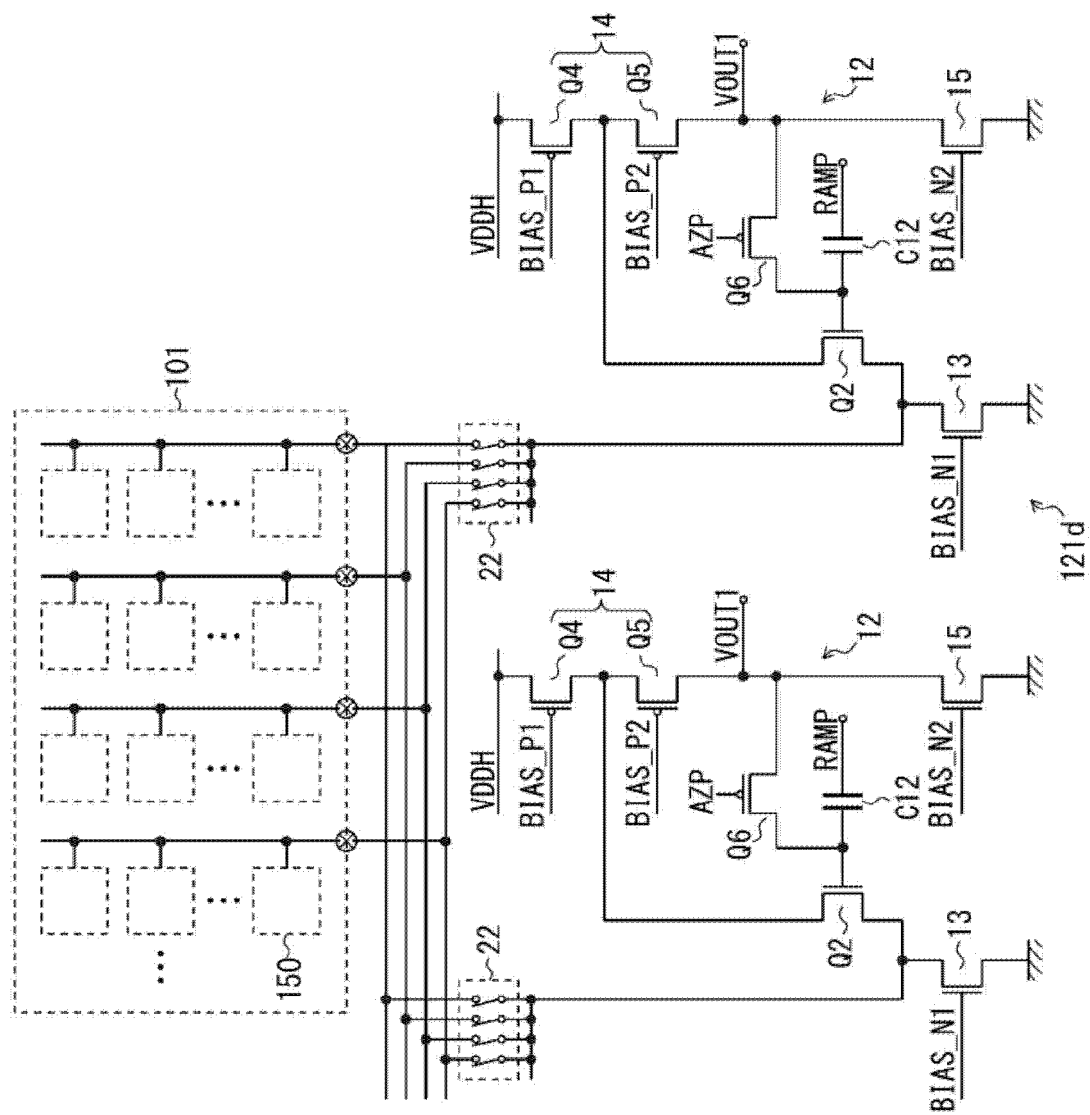 101
150
22
22
VDDH
BIAS_P1
Q4
14
BIAS_P2
Q5
VOUT1
AZP
Q6
12
RAMP
C12
Q2
BIAS_N2
15
BIAS_N1
13
VDDH
BIAS_P1
Q4
14
BIAS_P2
Q5
VOUT1
AZP
Q6
12
RAMP
C12
Q2
BIAS_N2
15
BIAS_N1
13
121d